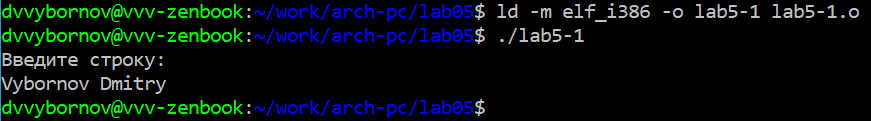 dvvybornov@vvv-zenbook:~/work/arch-pc/lab05$ ld -m elf_i386 -o lab5-1 lab5-1.o
dvvybornov@vvv-zenbook:~/work/arch-pc/lab05$ ./lab5-1
Введите строку:
Vybornov Dmitry
dvvybornov@vvv-zenbook:~/work/arch-pc/lab05$